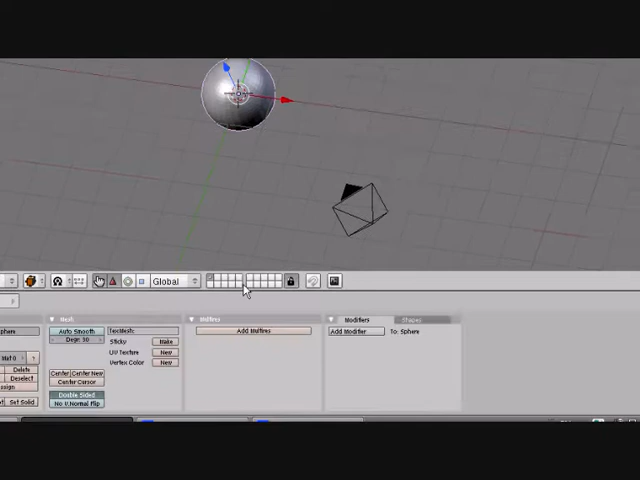 Global
Mesh
Multires
Modifiers
Shapes
Auto Smooth
Degr: 30
TexMesh:
Sticky
Make
UV Texture
New
Vertex Color
New
Add Multires
Add Modifier
To: Sphere
Delete
Deselect
Set Solid
Center
Center New
Center Cursor
Double Sided
No V.Normal Flip